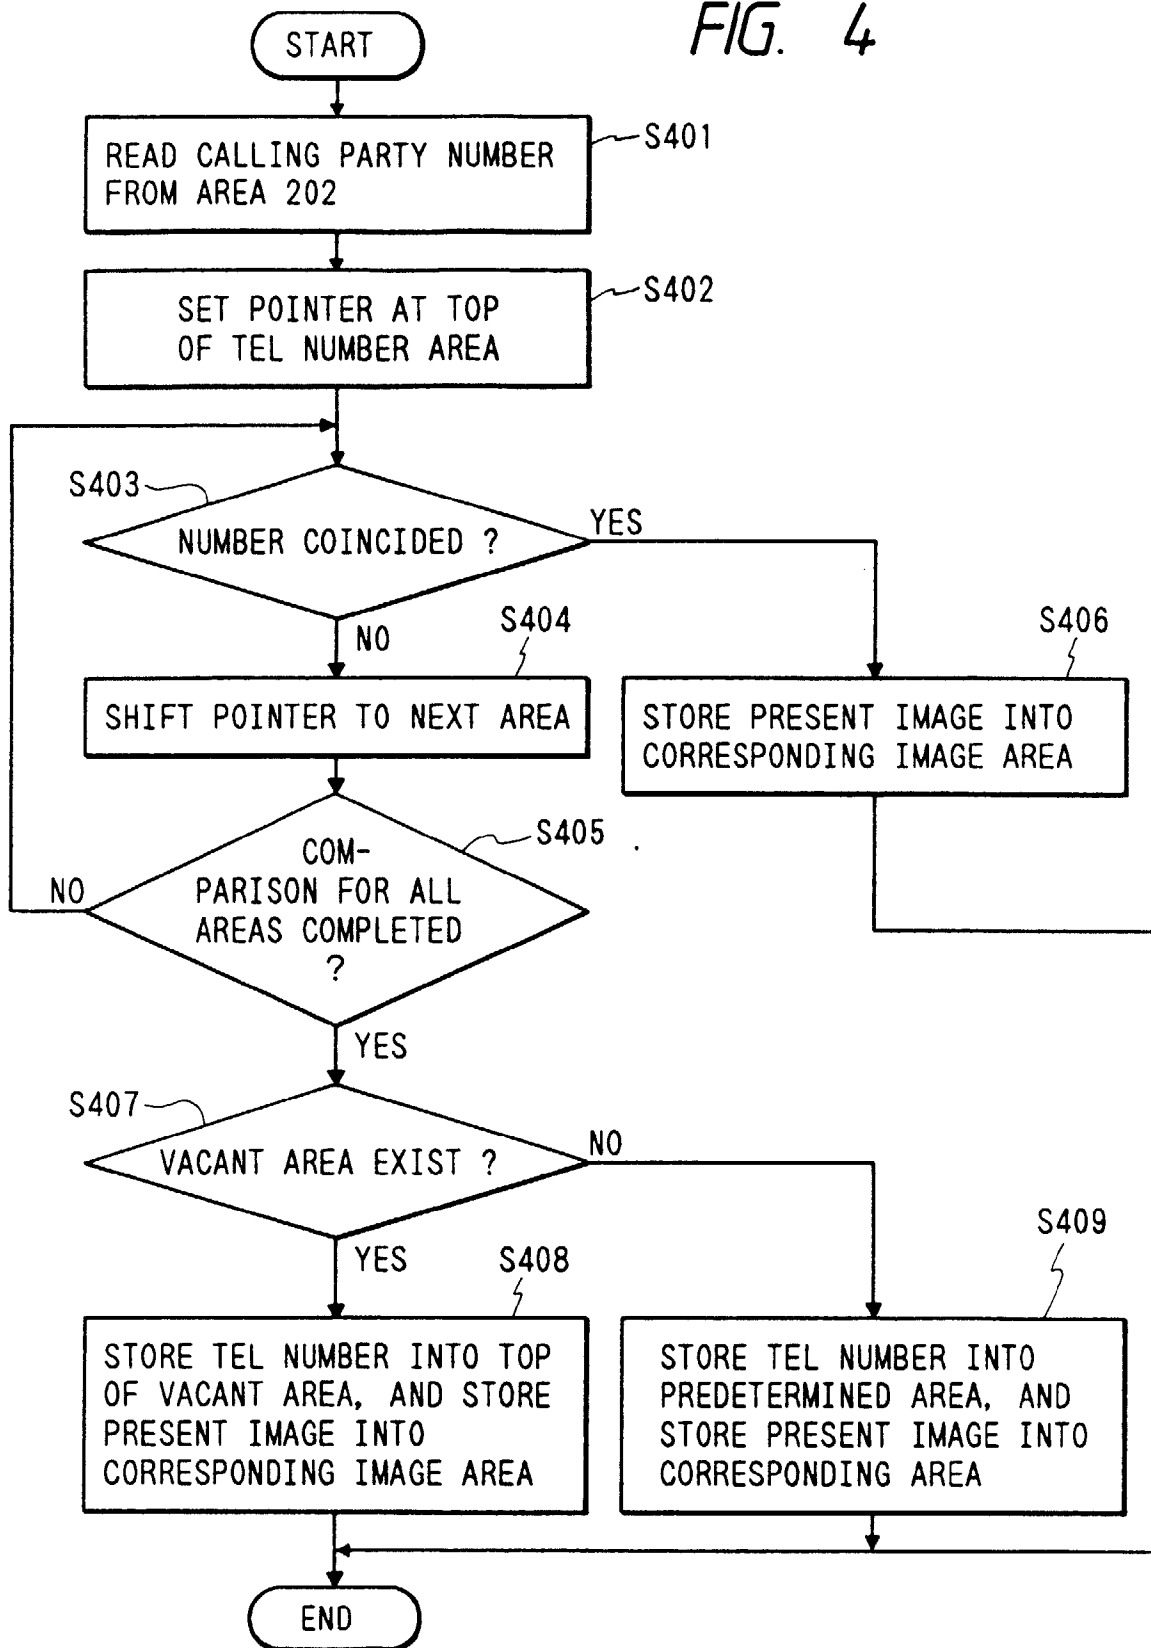 FIG. 4
START
S401
READ CALLING PARTY NUMBER
FROM AREA 202
S402
SET POINTER AT TOP
OF TEL NUMBER AREA
S403
NUMBER COINCIDED ?
YES
NO
S404
SHIFT POINTER TO NEXT AREA
S406
STORE PRESENT IMAGE INTO
CORRESPONDING IMAGE AREA
S405
COM-
PARISON FOR ALL
AREAS COMPLETED
?
NO
YES
S407
VACANT AREA EXIST ?
NO
YES
S408
STORE TEL NUMBER INTO TOP
OF VACANT AREA, AND STORE
PRESENT IMAGE INTO
CORRESPONDING IMAGE AREA
S409
STORE TEL NUMBER INTO
PREDETERMINED AREA, AND
STORE PRESENT IMAGE INTO
CORRESPONDING AREA
END